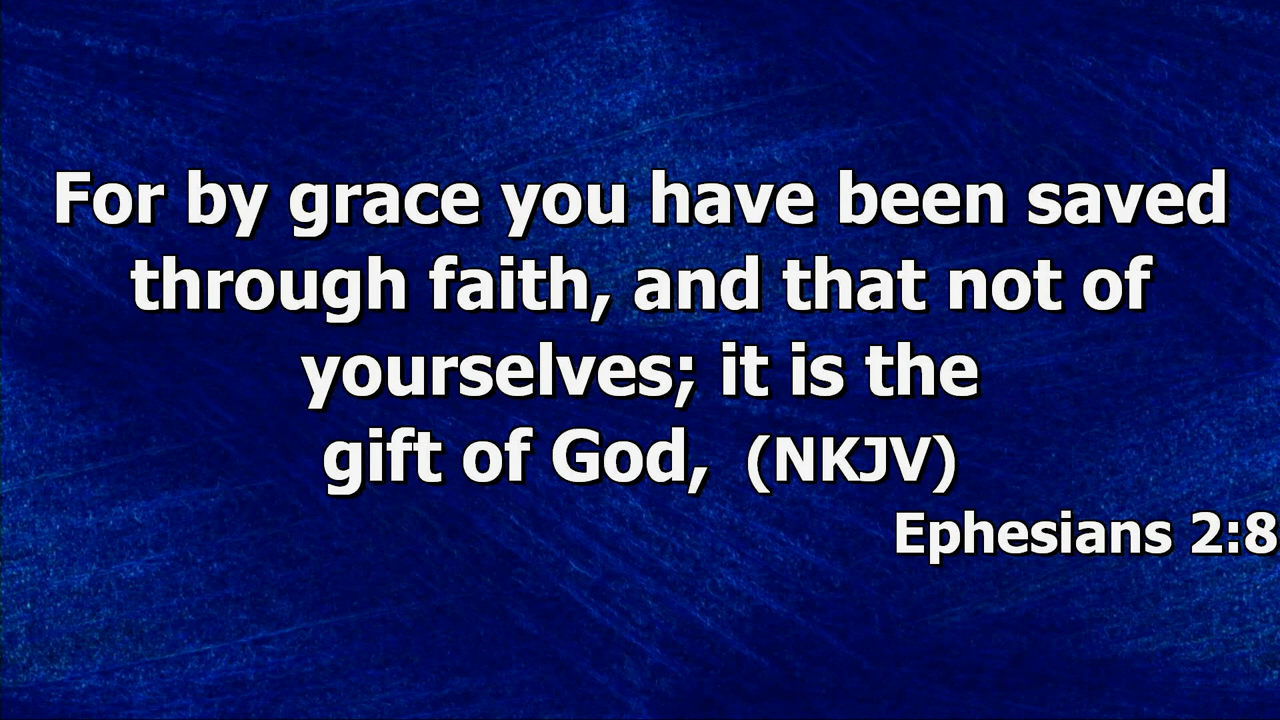 For by grace you have been saved
through faith, and that not of
yourselves; it is the
gift of God, (NKJV)
Ephesians 2:8